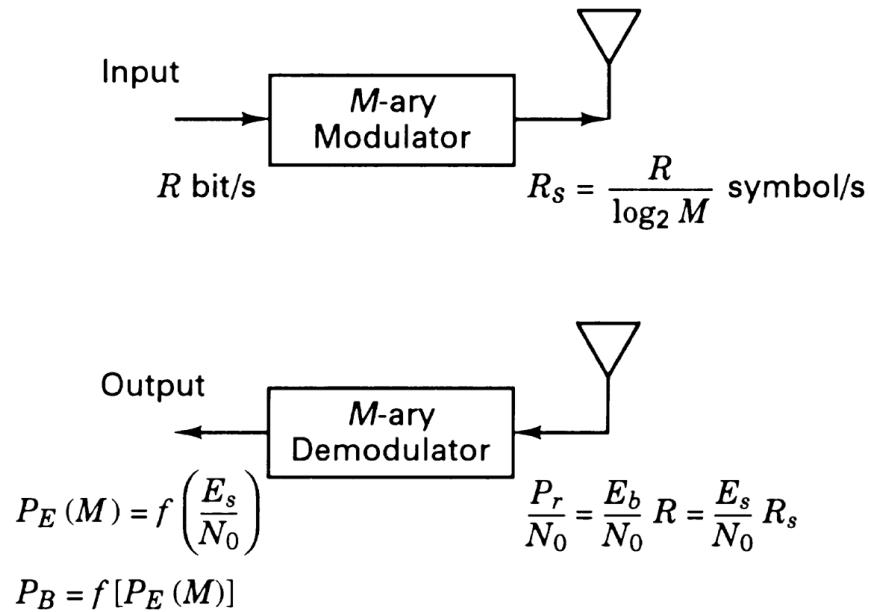 Input
M-ary
Modulator
R bit/s
R_s = R / log₂ M symbol/s
Output
M-ary
Demodulator
P_E (M) = f(E_s / N_0)
P_r / N_0 = E_b / N_0 R = E_s / N_0 R_s
P_B = f [P_E (M)]